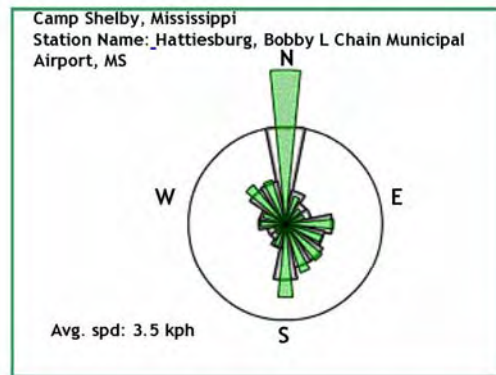 Camp Shelby, Mississippi
Station Name: Hattiesburg, Bobby L Chain Municipal
Airport, MS
N
W
E
S
Avg. spd: 3.5 kph